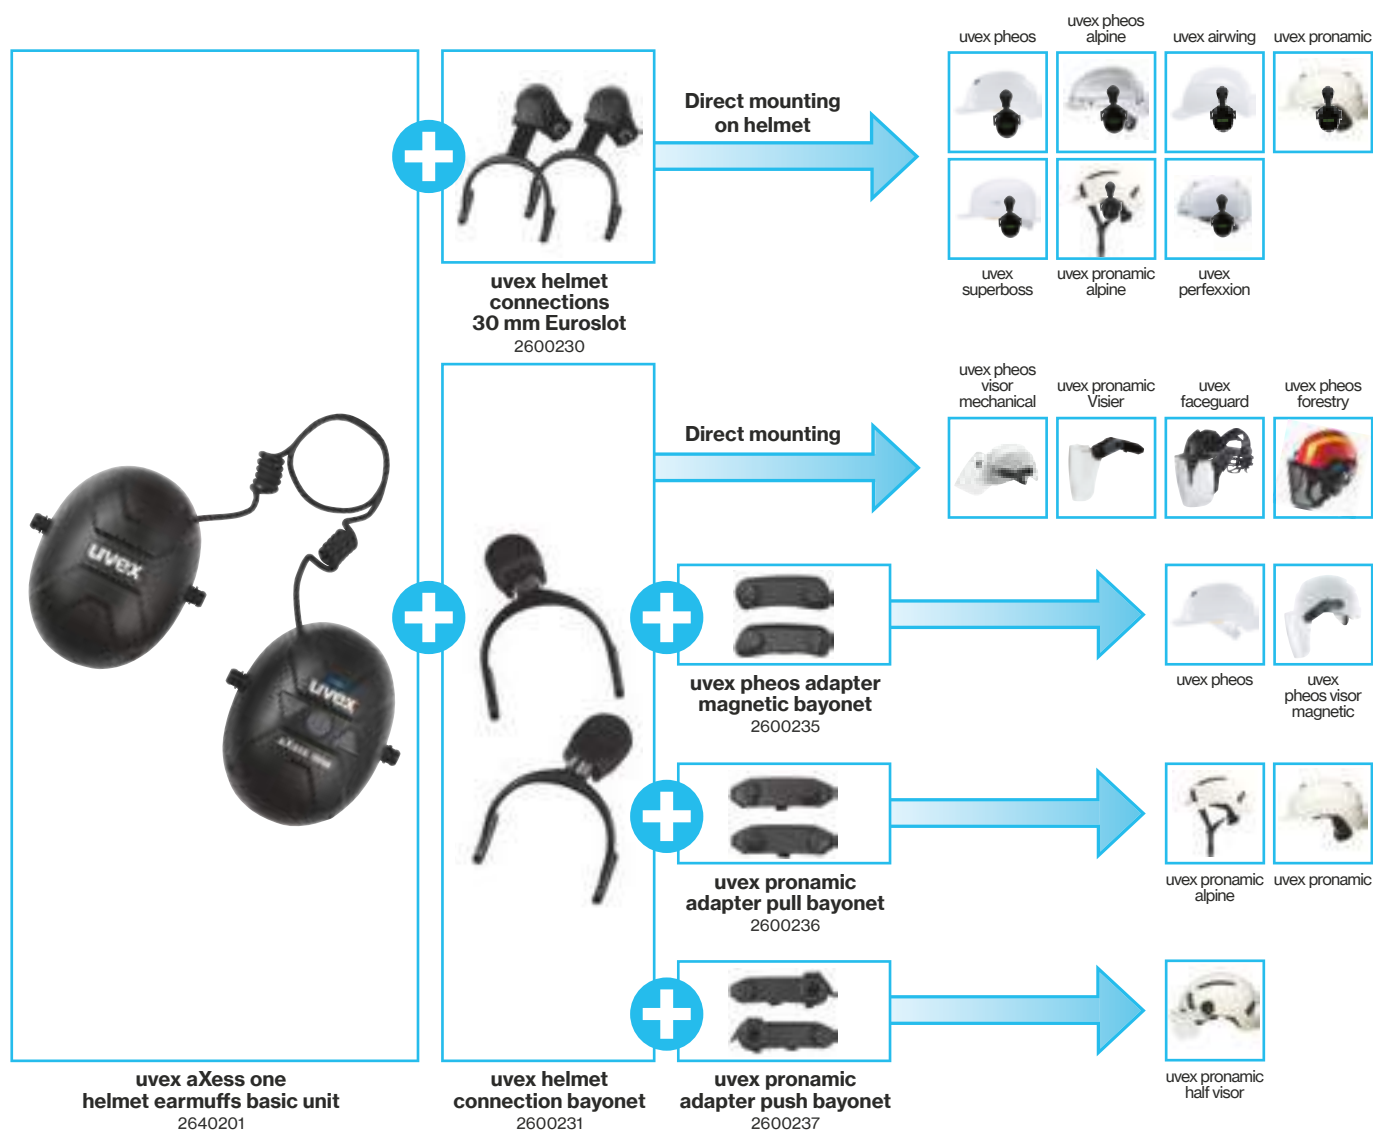 uvex pheos
uvex pheos
alpine
uvex airwing
uvex pronamic
Direct mounting
on helmet
uvex helmet
connections
30 mm Euroslot
2600230
uvex
superboss
uvex pronamic
alpine
uvex
perfexxion
uvex pheos
visor
mechanical
uvex pronamic
Visier
uvex
faceguard
uvex pheos
forestry
Direct mounting
uvex
uvex
aXess one
uvex pheos adapter
magnetic bayonet
2600235
uvex pheos
uvex
pheos visor
magnetic
uvex pronamic
adapter pull bayonet
2600236
uvex pronamic
alpine
uvex pronamic
uvex aXess one
helmet earmuffs basic unit
2640201
uvex helmet
connection bayonet
2600231
uvex pronamic
adapter push bayonet
2600237
uvex pronamic
half visor